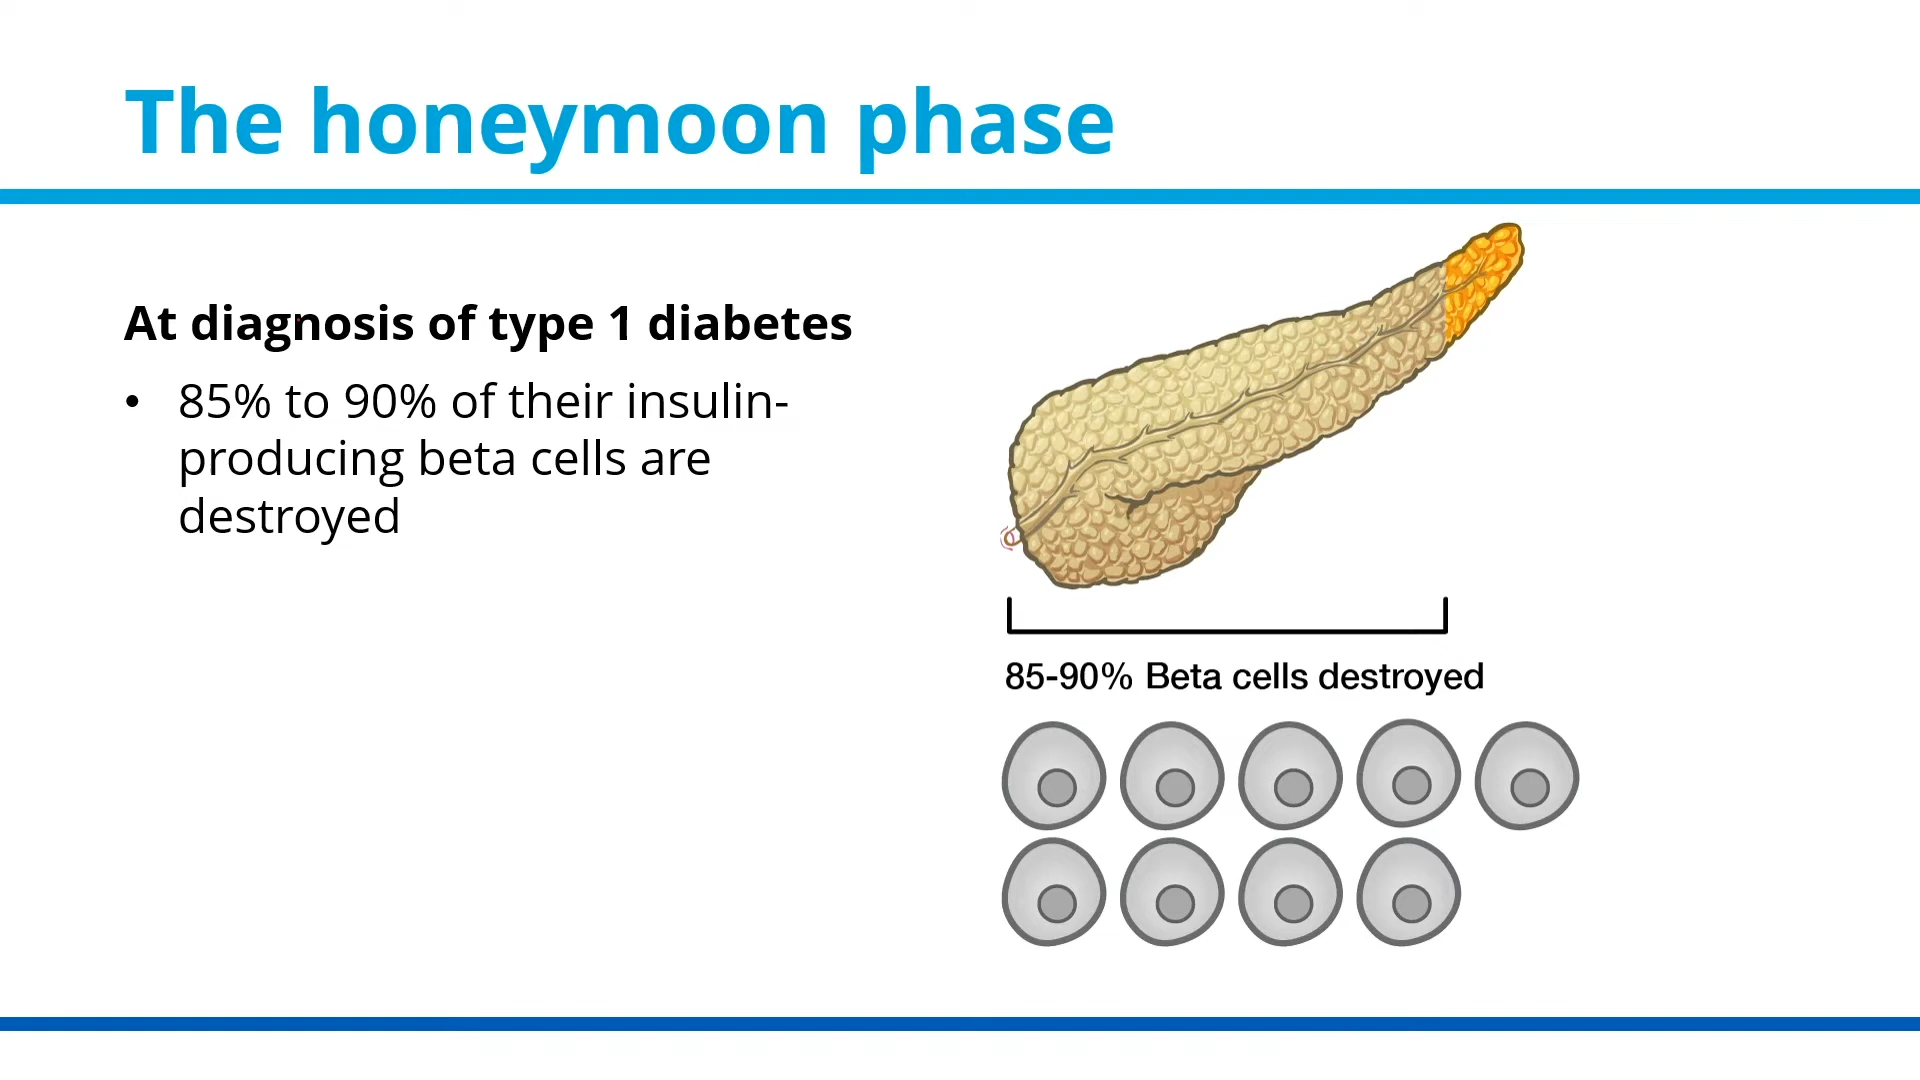 The honeymoon phase
At diagnosis of type 1 diabetes
• 85% to 90% of their insulin-
producing beta cells are
destroyed
85-90% Beta cells destroyed